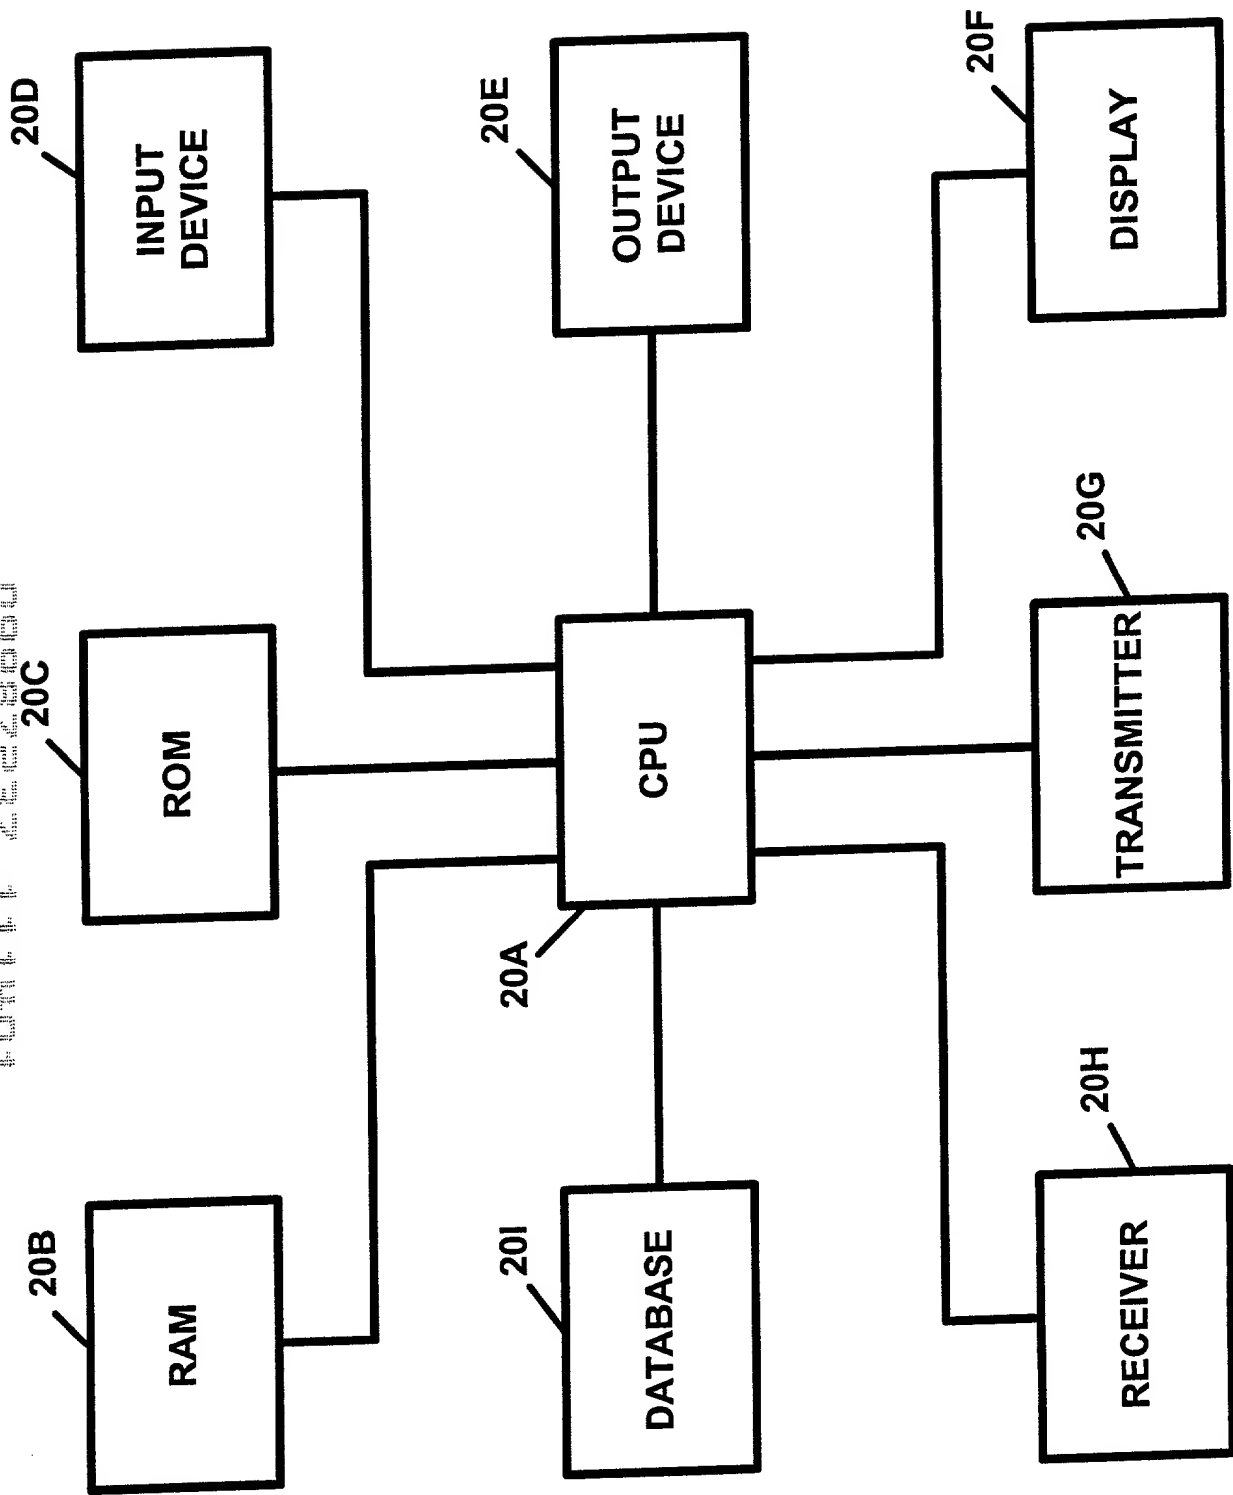 20B
RAM
20C
ROM
20D
INPUT
DEVICE
20I
DATABASE
20A
CPU
20E
OUTPUT
DEVICE
20H
RECEIVER
20G
TRANSMITTER
20F
DISPLAY